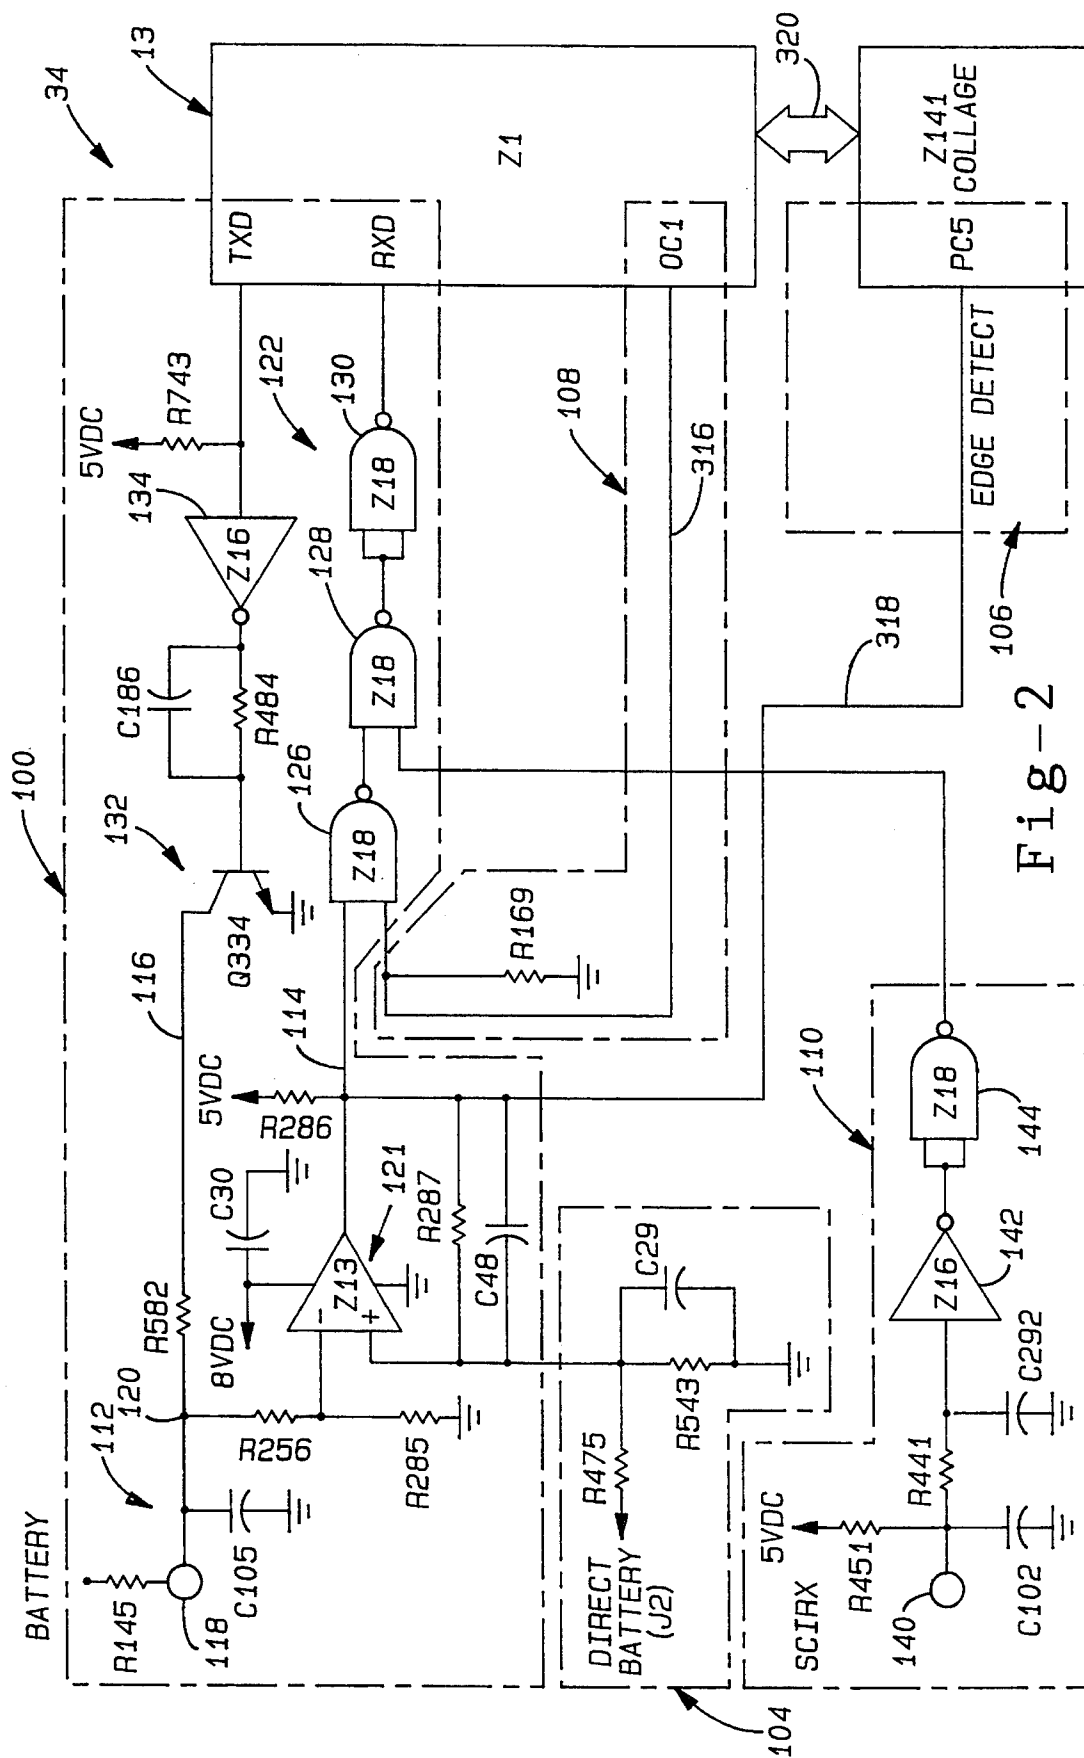 34
13
320
100
TXD
RXD
Z1
OC1
PC5
Z141
COLLAGE
5VDC
R743
134
Z16
122
130
Z18
128
Z18
108
316
EDGE DETECT
106
318
C186
R484
132
Q334
126
Z18
R169
116
114
5VDC
R286
C30
8VDC
121
Z13
-
+
R287
C48
R582
120
112
R256
R285
BATTERY
R145
118
C105
C29
R543
R475
DIRECT
BATTERY
(J2)
104
110
Z18
144
Z16
142
C292
R441
5VDC
R451
SCIRX
140
C102
Fig-2